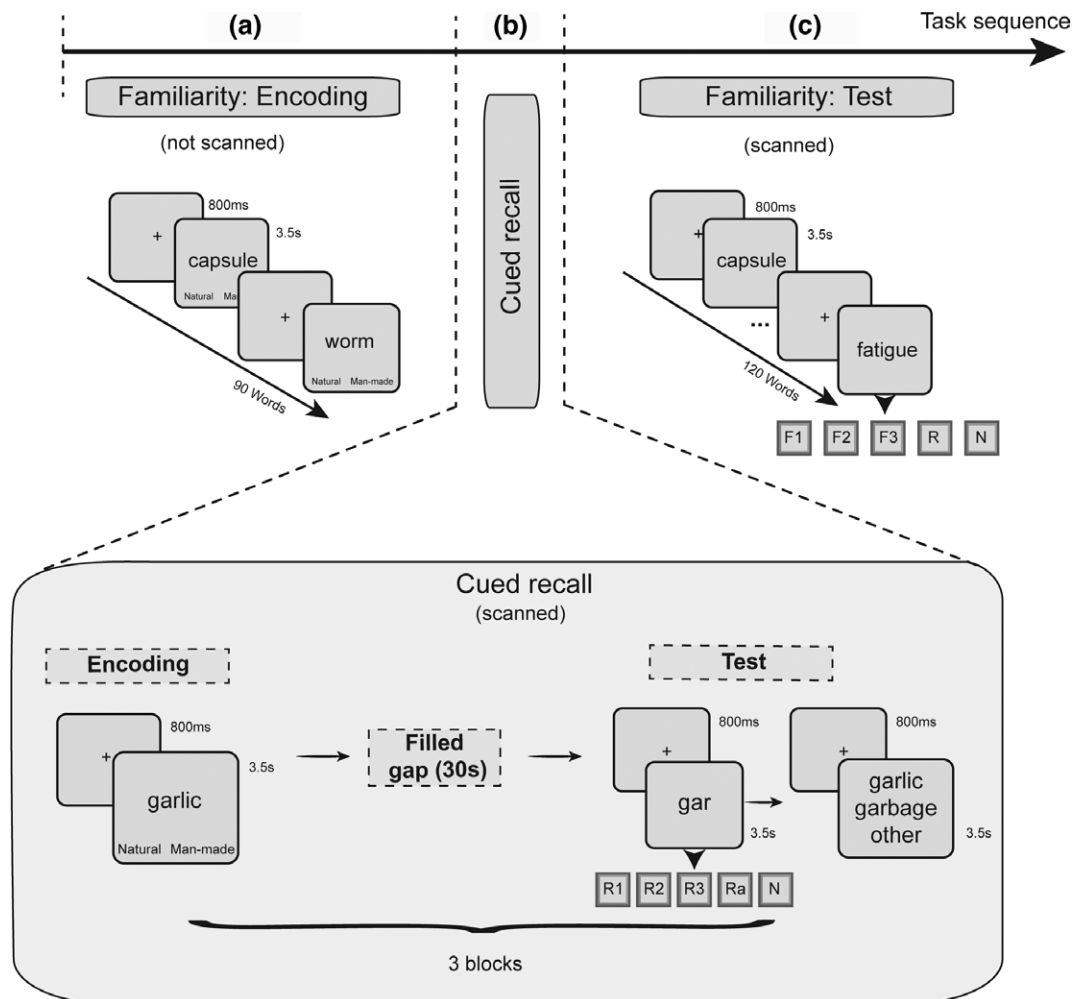 (a)
(b)
(c)
Task sequence
Familiarity: Encoding
(not scanned)
800ms
+
3.5s
capsule
Natural Ma
+
worm
Natural Man-made
90 Words
Cued recall
Familiarity: Test
(scanned)
800ms
+
3.5s
capsule
...
+
fatigue
120 Words
F1 F2 F3 R N
Cued recall
(scanned)
Encoding
800ms
+
3.5s
garlic
Natural Man-made
Filled
gap (30s)
Test
800ms
+
gar
3.5s
R1 R2 R3 Ra N
800ms
+
garlic
garbage
other
3.5s
3 blocks